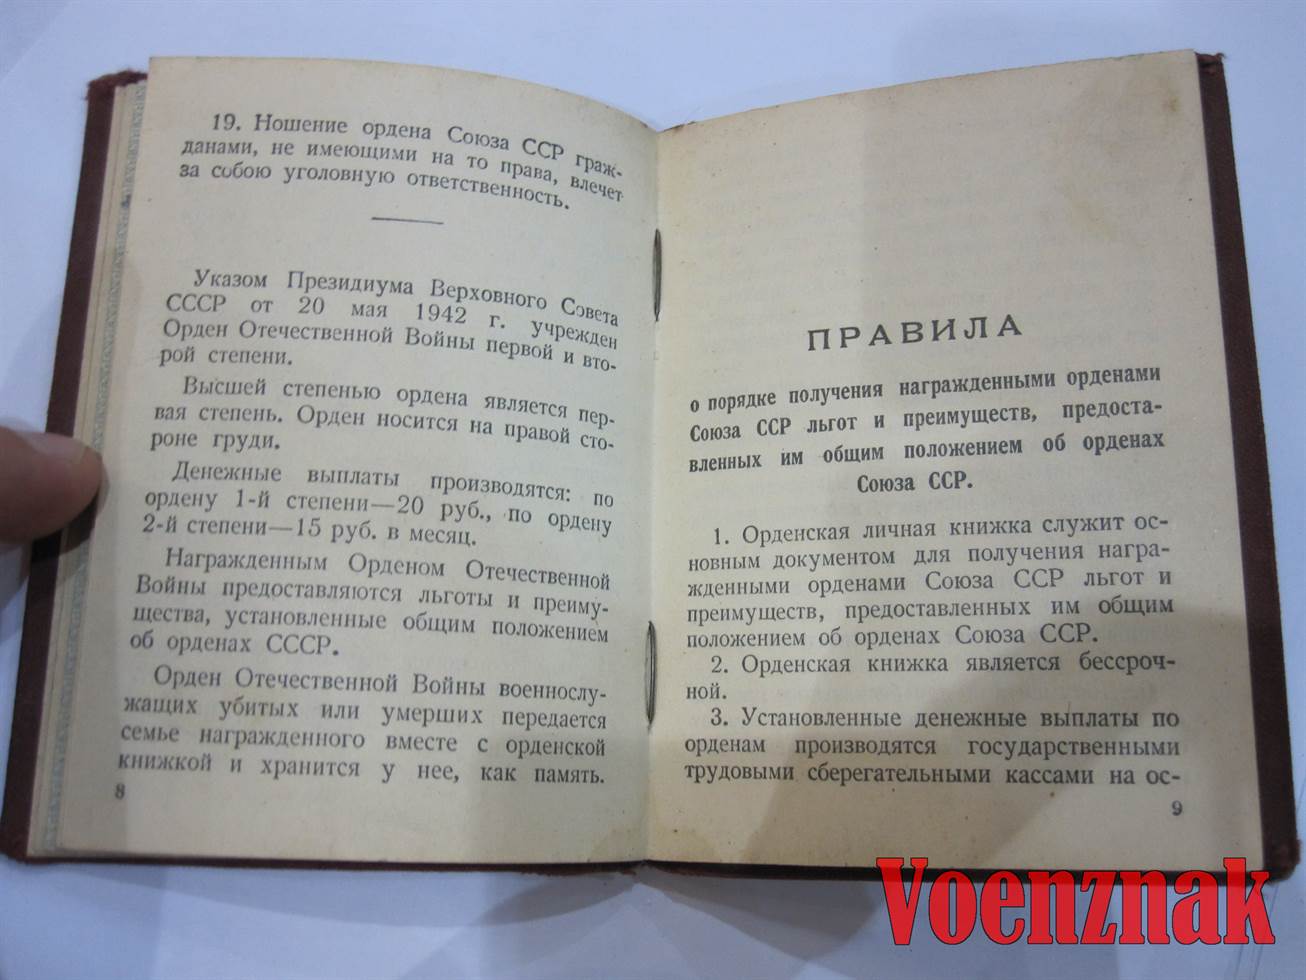 19. Ношение ордена Союза ССР граж-
данами, не имеющими на то права, влечет
за собою уголовную ответственность.
Указом Президиума Верховного Совета
СССР от 20 мая 1942 г. учрежден
Орден Отечественной Войны первой и вто-
рой степени.
Высшей степенью ордена является пер-
вая степень. Орден носится на правой сто-
роне груди.
Денежные выплаты производятся: по
ордену 1-й степени—20 руб., по ордену
2-й степени—15 руб. в месяц.
Награжденным Орденом Отечественной
Войны предоставляются льготы и преиму-
щества, установленные общим положением
об орденах СССР.
Орден Отечественной Войны военнослу-
жащих убитых или умерших передается
семье награжденного вместе с орденской
книжкой и хранится у нее, как память.
8
ПРАВИЛА
о порядке получения награжденными орденами
Союза ССР льгот и преимуществ, предоста-
вленных им общим положением об орденах
Союза ССР.
1. Орденская личная книжка служит ос-
новным документом для получения награ-
жденными орденами Союза ССР льгот и
преимуществ, предоставленных им общим
положением об орденах Союза ССР.
2. Орденская книжка является бессроч-
ной.
3. Установленные денежные выплаты по
орденам производятся государственными
трудовыми сберегательными кассами на ос-
9
Voenznak